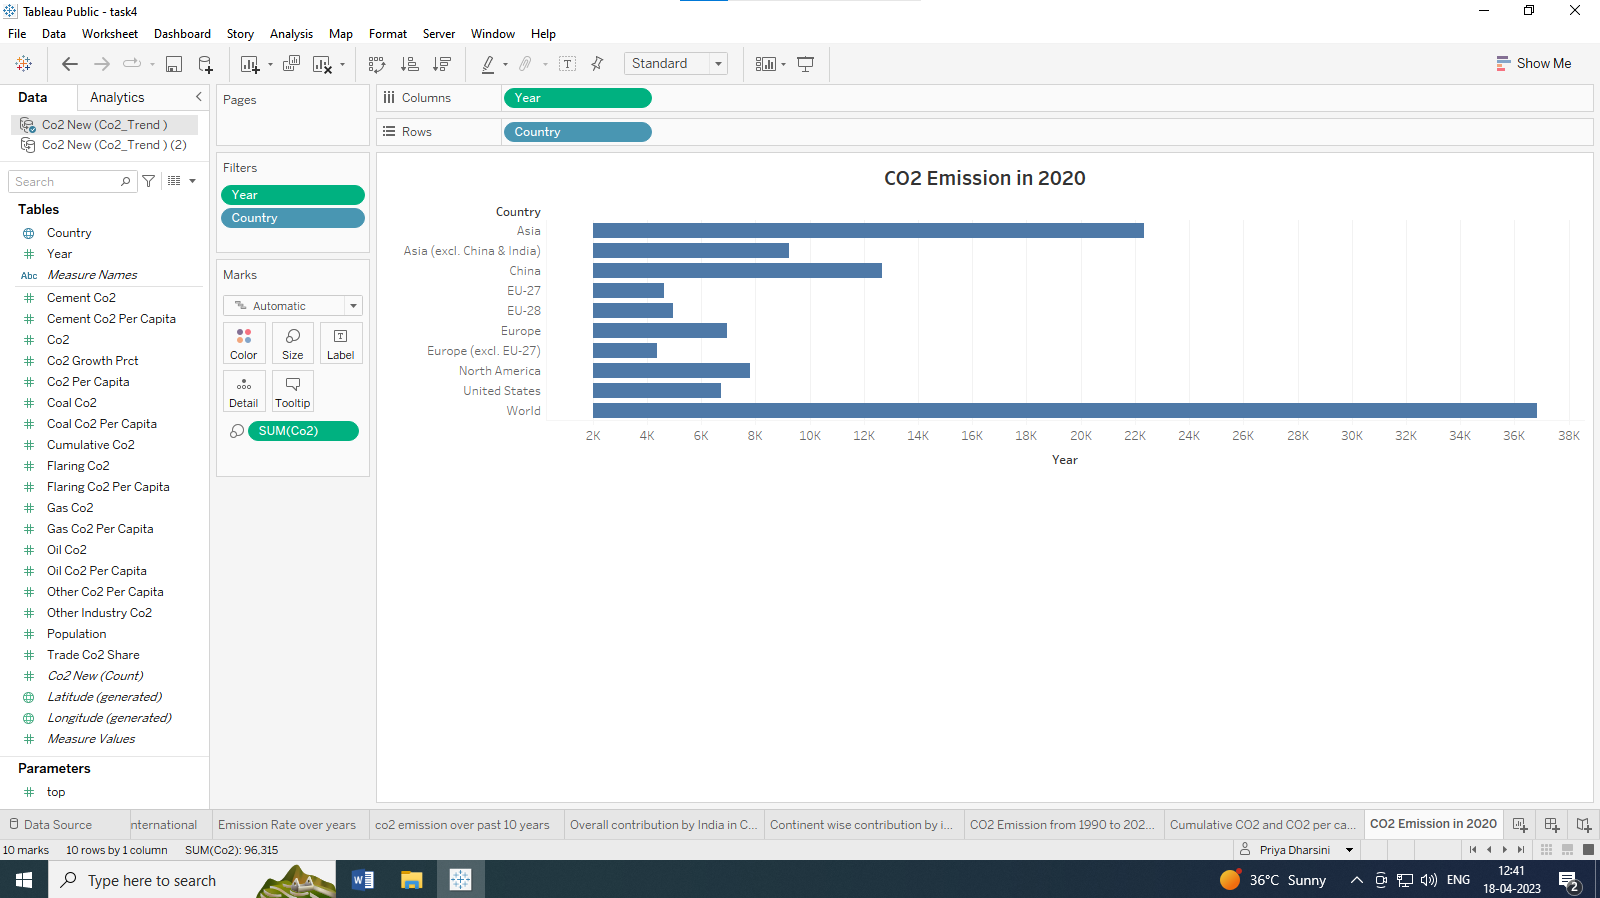 Tableau Public - task4
File Data Worksheet Dashboard Story Analysis Map Format Server Window Help
Standard
Show Me
Data Analytics
Co2 New (Co2_Trend )
Co2 New (Co2_Trend ) (2)
Search
Tables
Country
Year
Abc Measure Names
Cement Co2
Cement Co2 Per Capita
Co2
Co2 Growth Prct
Co2 Per Capita
Coal Co2
Coal Co2 Per Capita
Cumulative Co2
Flaring Co2
Flaring Co2 Per Capita
Gas Co2
Gas Co2 Per Capita
Oil Co2
Oil Co2 Per Capita
Other Co2 Per Capita
Other Industry Co2
Population
Trade Co2 Share
Co2 New (Count)
Latitude (generated)
Longitude (generated)
Measure Values
Parameters
top
Pages
Filters
Year
Country
Marks
Automatic
Color Size Label
Detail Tooltip
SUM(Co2)
Columns Year
Rows Country
CO2 Emission in 2020
Country
Asia
Asia (excl. China & India)
China
EU-27
EU-28
Europe
Europe (excl. EU-27)
North America
United States
World
2K 4K 6K 8K 10K 12K 14K 16K 18K 20K 22K 24K 26K 28K 30K 32K 34K 36K 38K
Year
Data Source nternational Emission Rate over years co2 emission over past 10 years Overall contribution by India in C... Continent wise contribution by i... CO2 Emission from 1990 to 202... Cumulative CO2 and CO2 per ca... CO2 Emission in 2020
10 marks 10 rows by 1 column SUM(Co2): 96,315
Priya Dharsini
Type here to search
36°C Sunny
ENG
12:41
18-04-2023
2